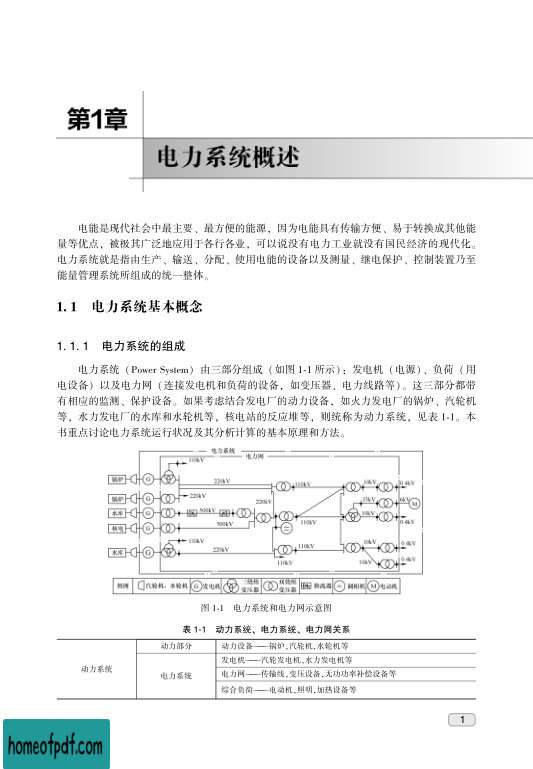 第1章
电力系统概述
电能是现代社会中最主要、最方便的能源，因为电能具有传输方便、易于转换成其他能
量等优点，被极其广泛地应用于各行各业，可以说没有电力工业就没有国民经济的现代化。
电力系统就是指由生产、输送、分配、使用电能的设备以及测量、继电保护、控制装置乃至
能量管理系统所组成的统一整体。
1.1 电力系统基本概念
1.1.1 电力系统的组成
电力系统（Power System）由三部分组成（如图 1-1 所示）：发电机（电源）、负荷（用
电设备）以及电力网（连接发电机和负荷的设备，如变压器、电力线路等）。这三部分都带
有相应的监测、保护设备。如果考虑结合发电厂的动力设备，如火力发电厂的锅炉、汽轮机
等，水力发电厂的水库和水轮机等，核电站的反应堆等，则统称为动力系统，见表 1-1。本
书重点讨论电力系统运行状况及其分析计算的基本原理和方法。
电力系统
电力网
110kV
锅炉 G 220kV 110kV 10kV 0.4kV
锅炉 G 220kV 220kV 35kV 6kV M
水库 G 500kV 10kV
核电 G 500kV 110kV 0.4kV
110kV 110kV 10kV 0.4kV
水库 G 220kV 110kV 10kV 0.4kV
图例 汽轮机，水轮机 G 发电机 三绕组变压器 双绕组变压器 换流器 调相机 M 电动机
图 1-1 电力系统和电力网示意图
表 1-1 动力系统、电力系统、电力网关系
动力系统 动力部分 动力设备——锅炉，汽轮机，水轮机等
电力系统 发电机——汽轮发电机，水力发电机等
电力网——传输线，变压设备，无功功率补偿设备等
综合负荷——电动机，照明，加热设备等
1
homeofpdf.com